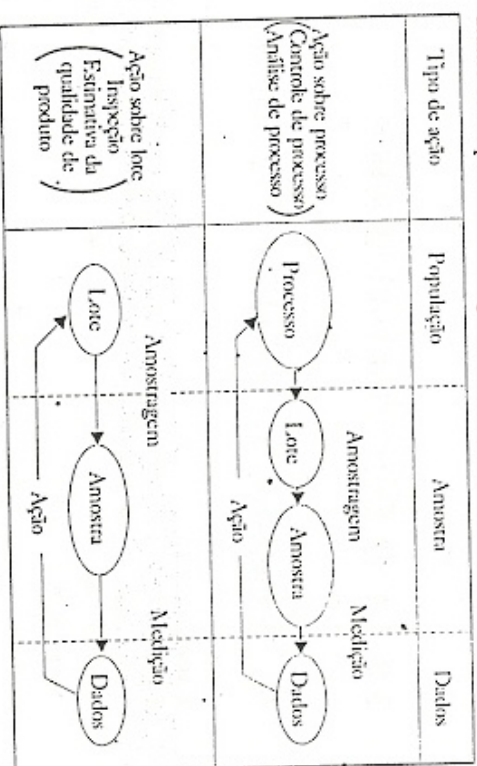 Tipo de ação
População
Amostra
Dados
Ação sobre processo
(Controle de processo)
(Análise de processo)
Amostragem
Medição
Processo
Lote
Amostra
Dados
Ação
Ação sobre lote
Inspeção
(Estimativa da
qualidade de
produto)
Amostragem
Medição
Lote
Amostra
Dados
Ação